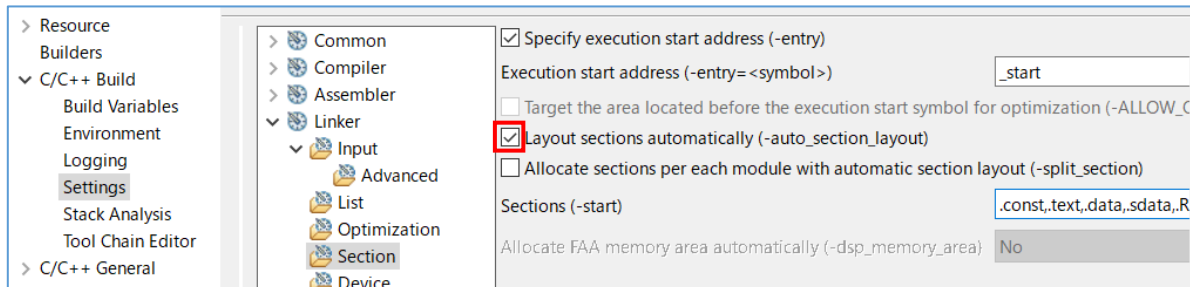 Resource
Builders
C/C++ Build
Build Variables
Environment
Logging
Settings
Stack Analysis
Tool Chain Editor
C/C++ General
Common
Compiler
Assembler
Linker
Input
Advanced
List
Optimization
Section
Device
Specify execution start address (-entry)
Execution start address (-entry=<symbol>)
_start
Target the area located before the execution start symbol for optimization (-ALLOW_
Layout sections automatically (-auto_section_layout)
Allocate sections per each module with automatic section layout (-split_section)
Sections (-start)
.const,.text,.data,.sdata,.R
Allocate FAA memory area automatically (-dsp_memory_area)
No